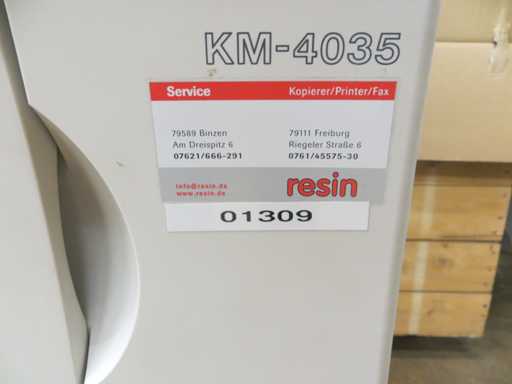 KM-4035
Service Kopierer/Printer/Fax
79589 Binzen 79111 Freiburg
Am Dreispitz 6 Riegeler Straße 6
07621/666-291 0761/45575-30
info@resin.de
www.resin.de
resin
01309